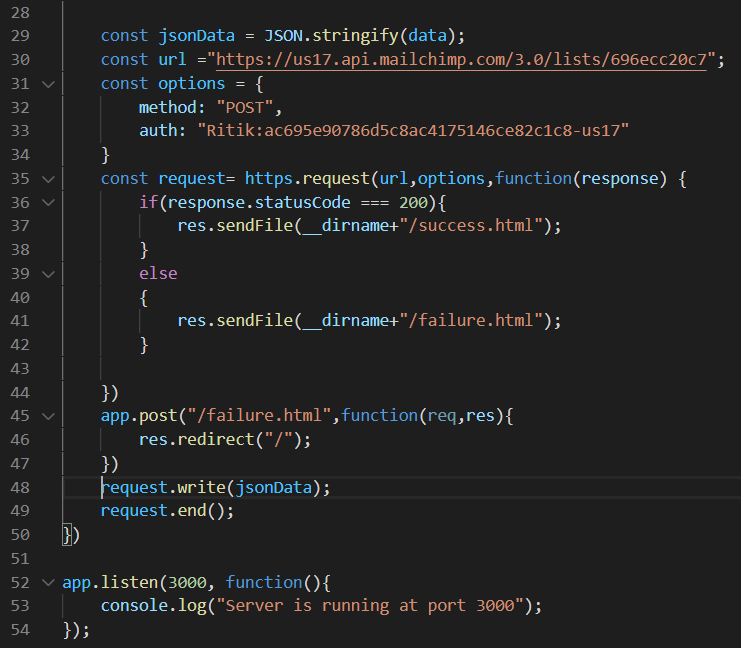 28
29 const jsonData = JSON.stringify(data);
30 const url ="https://us17.api.mailchimp.com/3.0/lists/696ecc20c7";
31 const options = {
32 method: "POST",
33 auth: "Ritik:ac695e90786d5c8ac4175146ce82c1c8-us17"
34 }
35 const request= https.request(url,options,function(response) {
36 if(response.statusCode === 200){
37 res.sendFile(__dirname+"/success.html");
38 }
39 else
40 {
41 res.sendFile(__dirname+"/failure.html");
42 }
43
44 })
45 app.post("/failure.html",function(req,res){
46 res.redirect("/");
47 })
48 request.write(jsonData);
49 request.end();
50 })
51
52 app.listen(3000, function(){
53 console.log("Server is running at port 3000");
54 });